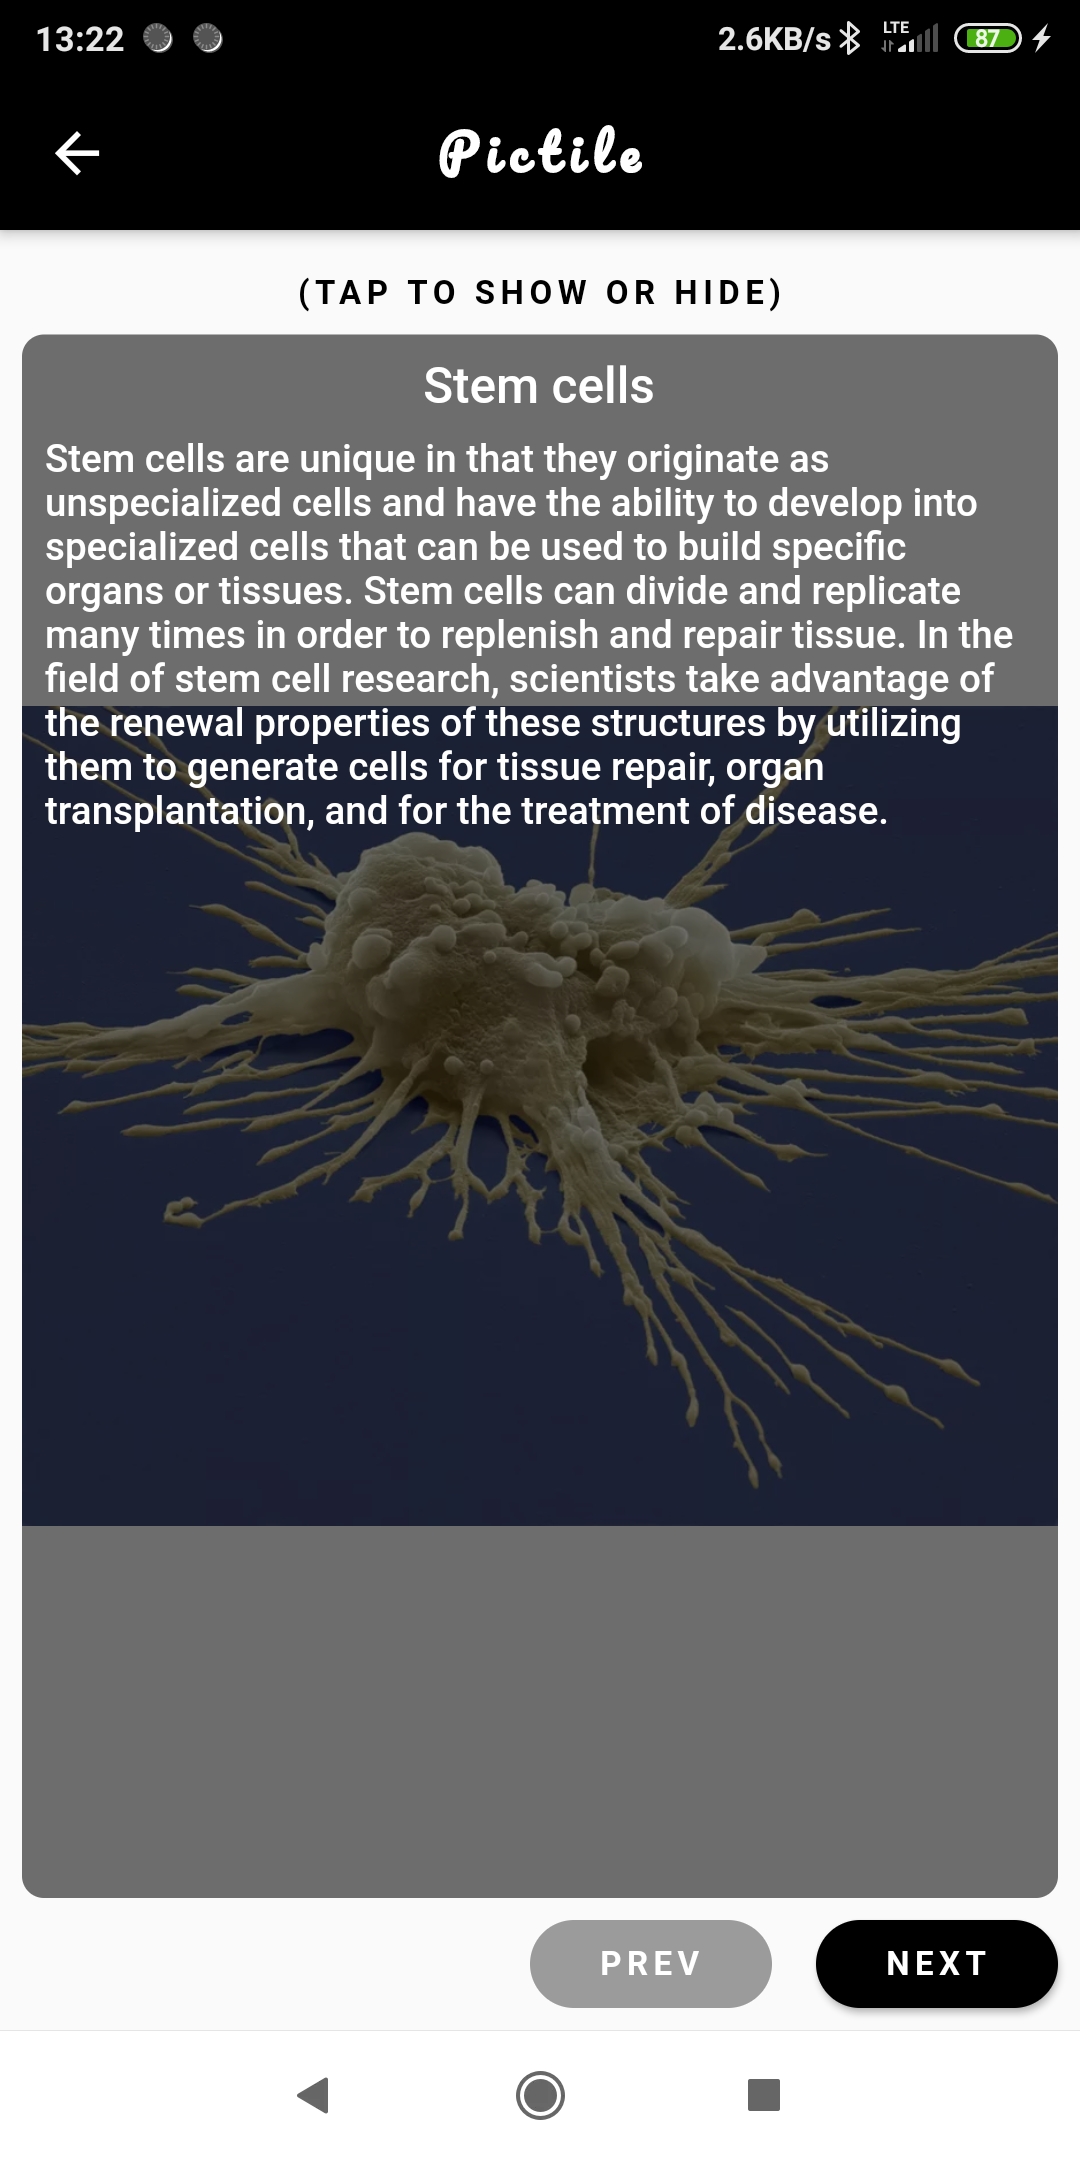 13:22 2.6KB/s LTE 87
Pictile
(TAP TO SHOW OR HIDE)
Stem cells
Stem cells are unique in that they originate as
unspecialized cells and have the ability to develop into
specialized cells that can be used to build specific
organs or tissues. Stem cells can divide and replicate
many times in order to replenish and repair tissue. In the
field of stem cell research, scientists take advantage of
the renewal properties of these structures by utilizing
them to generate cells for tissue repair, organ
transplantation, and for the treatment of disease.
PREV NEXT